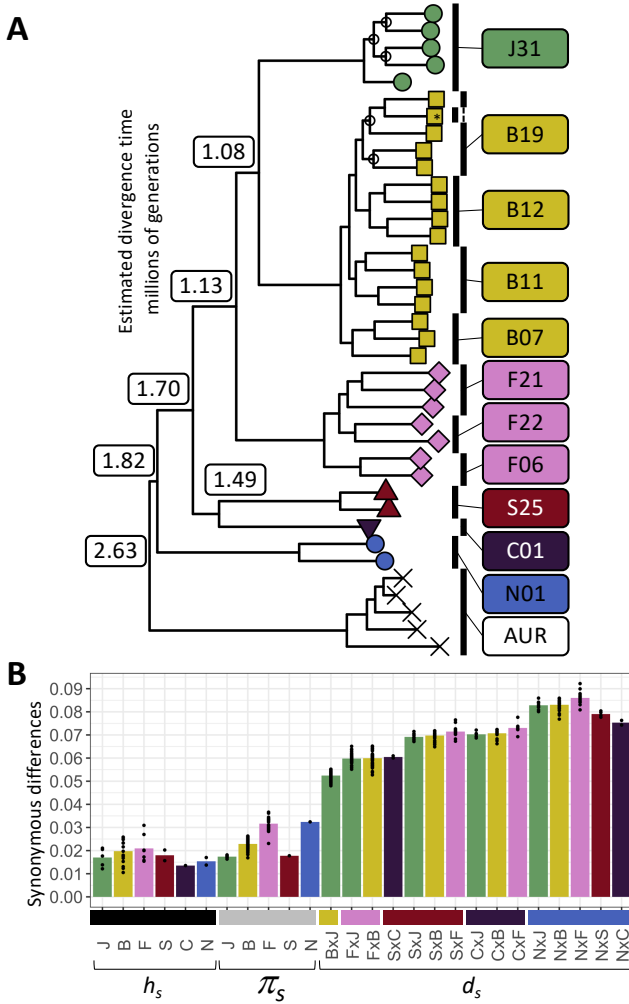 A
Estimated divergence time
millions of generations
1.08
1.13
1.70
1.82
1.49
2.63
J31
*
B19
B12
B11
B07
F21
F22
F06
S25
C01
N01
AUR
B
Synonymous differences
0.09
0.08
0.07
0.06
0.05
0.04
0.03
0.02
0.01
0.00
J B F S C N J B F S N BxJ FxJ FxB SxC SxJ SxB SxF CxJ CxB CxF NxJ NxB NxF NxS NxC
hs πs ds